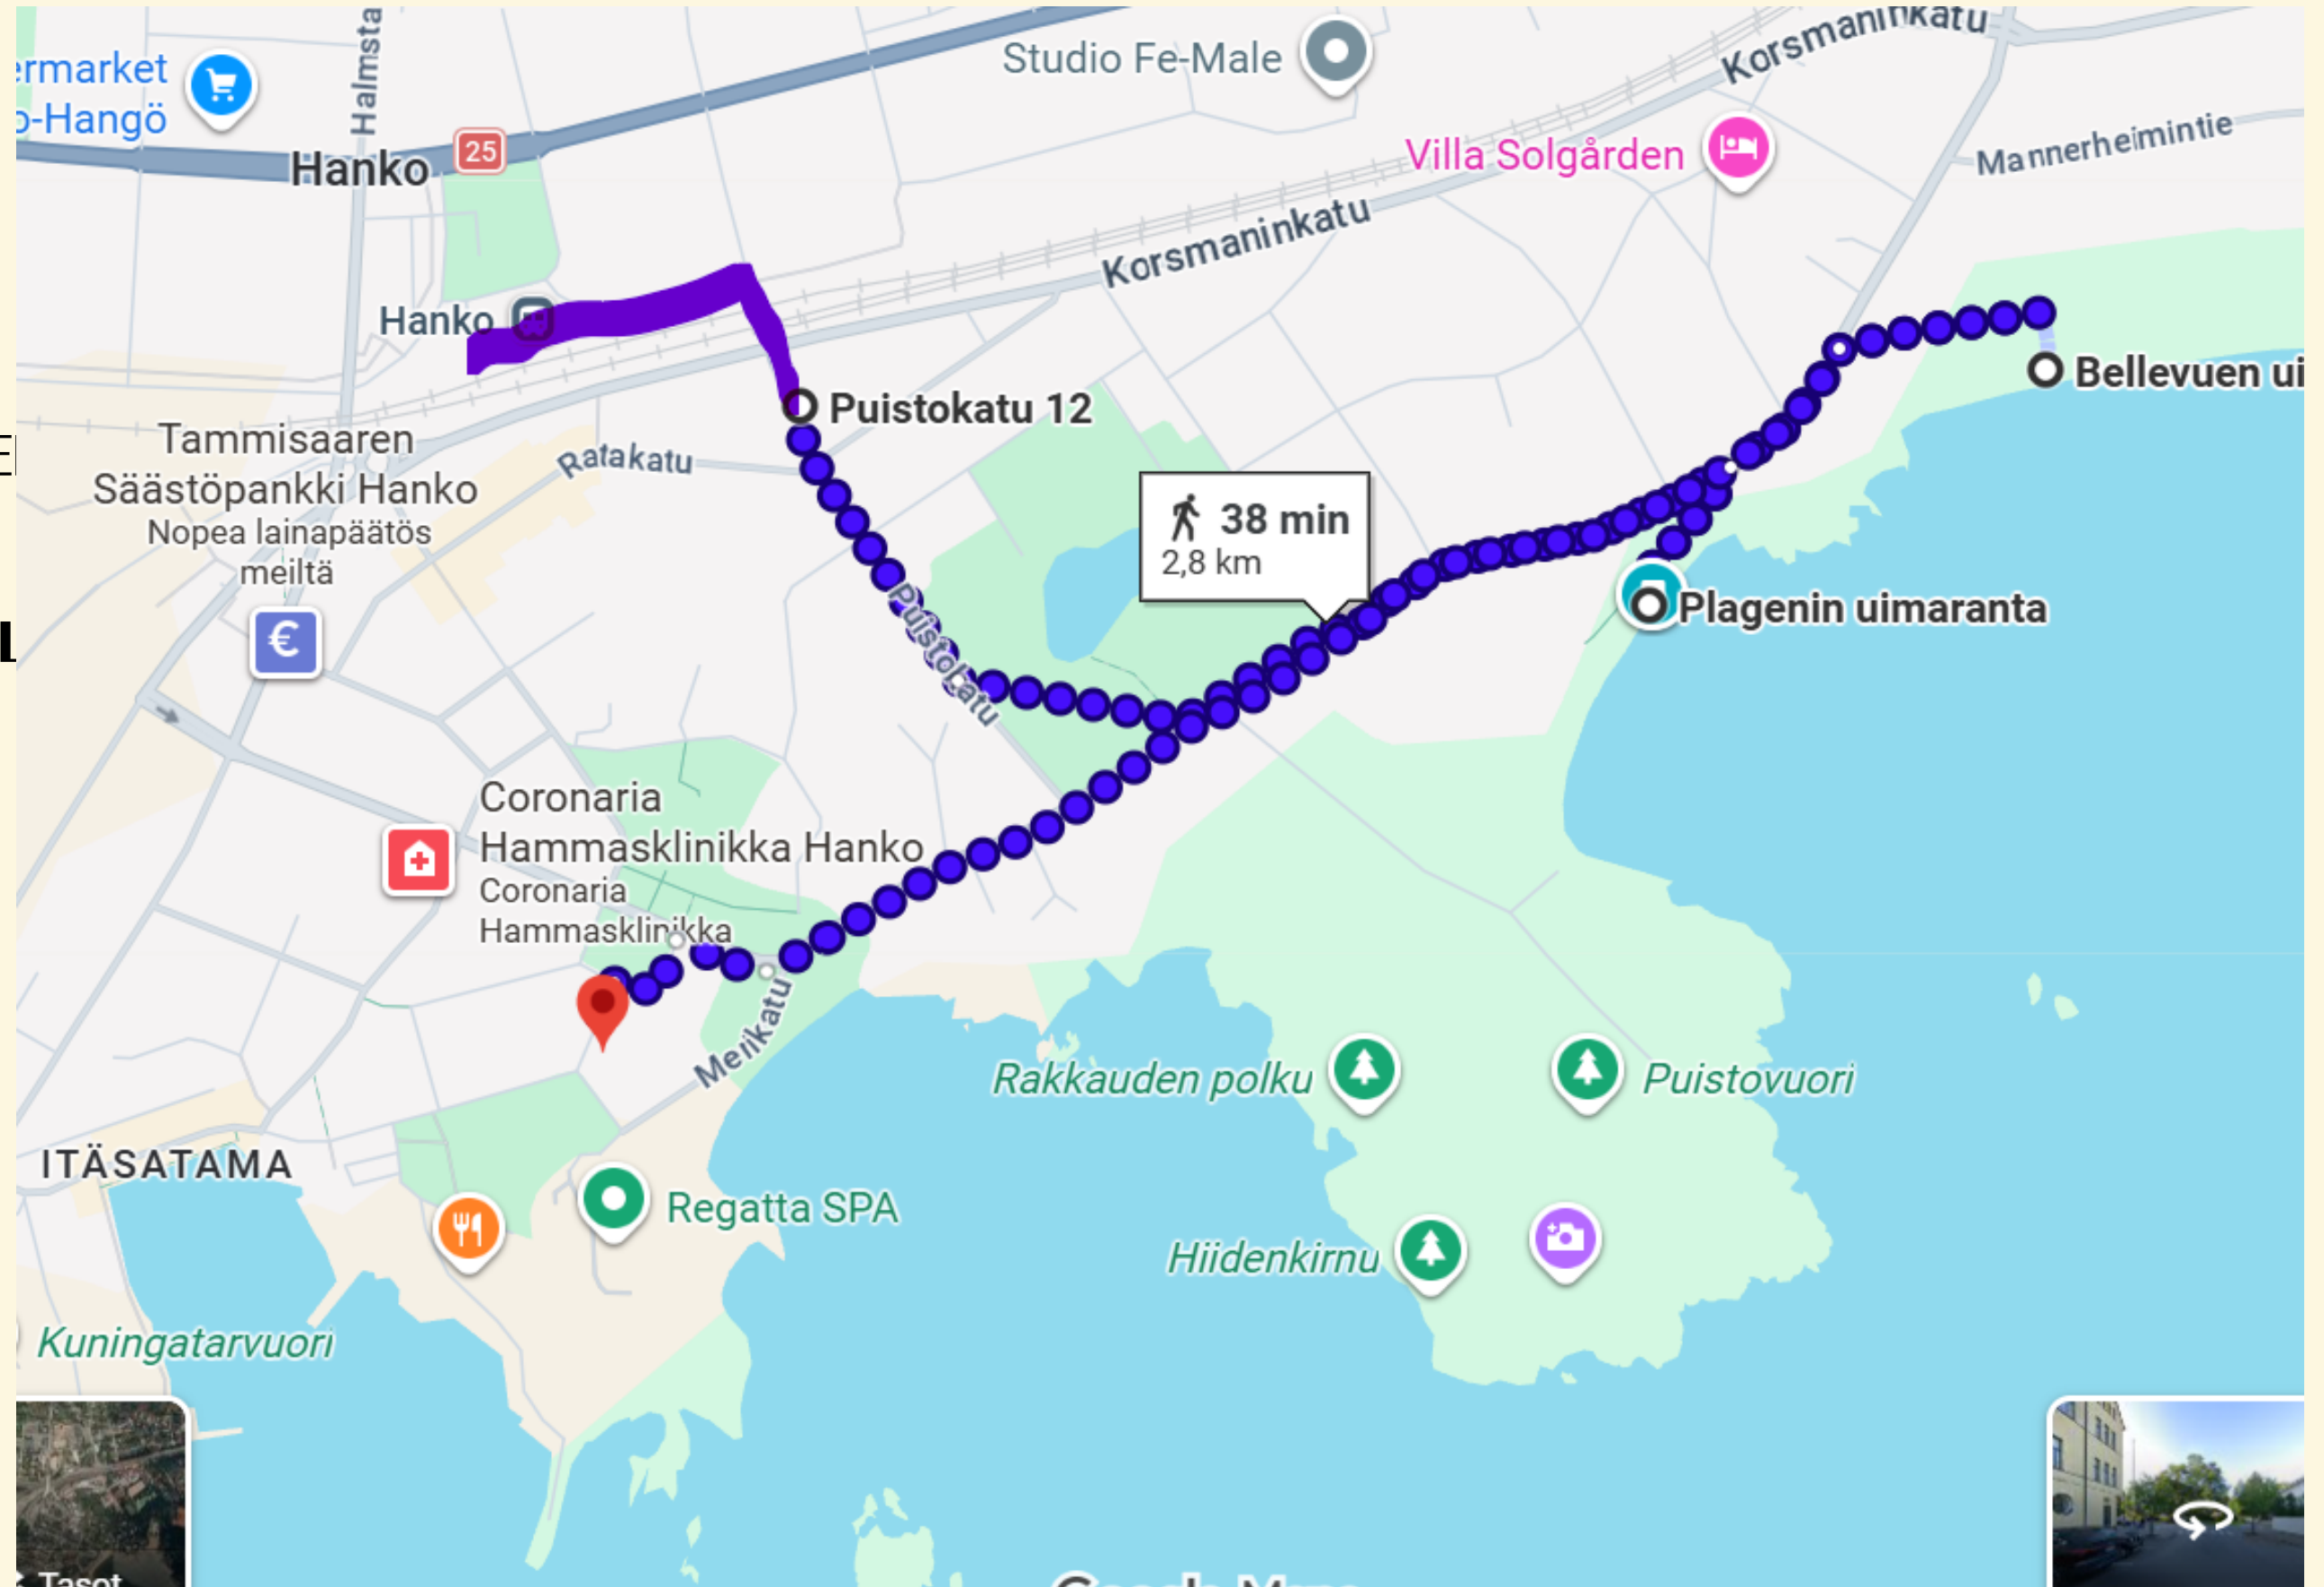 Halmsta
ermarket
o-Hangö
Hanko
25
Studio Fe-Male
Korsmaninkatu
Villa Solgården
Mannerheimintie
Korsmaninkatu
Hanko
Puistokatu 12
Bellevuen ui
Tammisaaren
Säästöpankki Hanko
Nopea lainapäätös
meiltä
€
Ratakatu
38 min
2,8 km
Plagenin uimaranta
L
Coronaria
Hammasklinikka Hanko
Coronaria
Hammasklinikka
Merikatu
Rakkauden polku
Puistovuori
ITÄSATAMA
Regatta SPA
Hiidenkirnu
Kuningatarvuori
Tasot